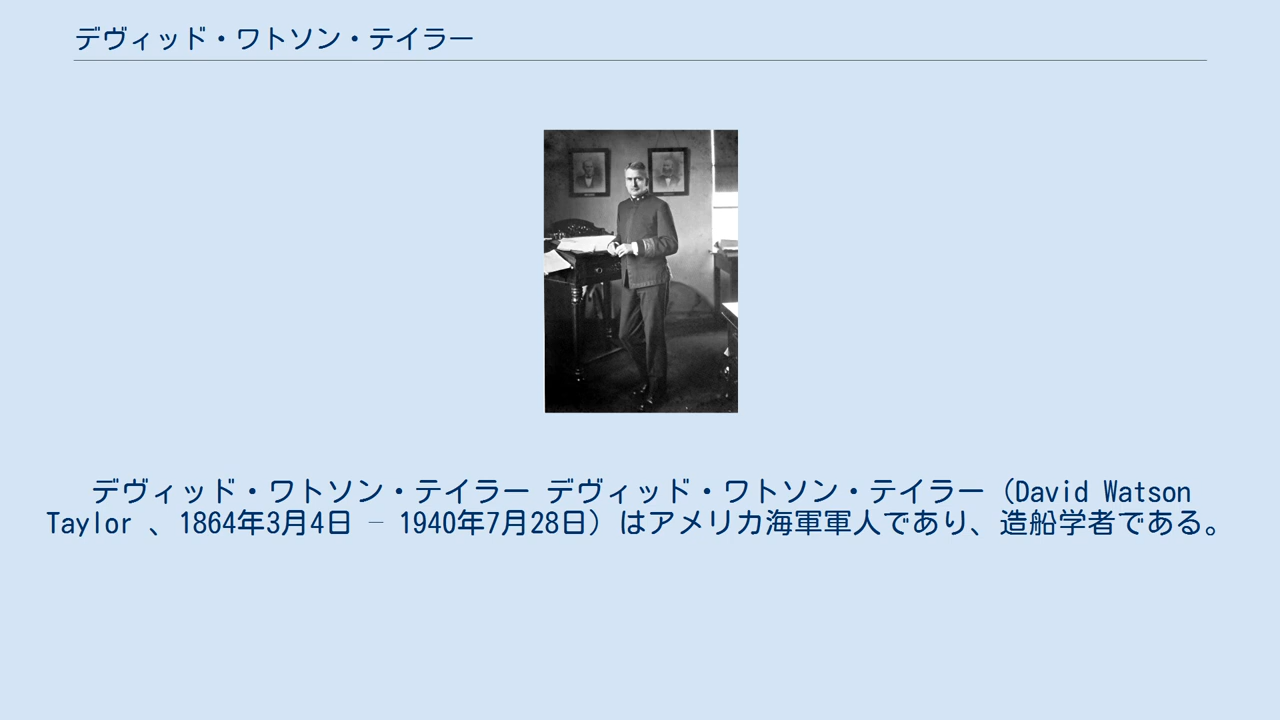 デヴィッド・ワトソン・テイラー
デヴィッド・ワトソン・テイラー デヴィッド・ワトソン・テイラー（David Watson
Taylor 、1864年3月4日 – 1940年7月28日）はアメリカ海軍軍人であり、造船学者である。